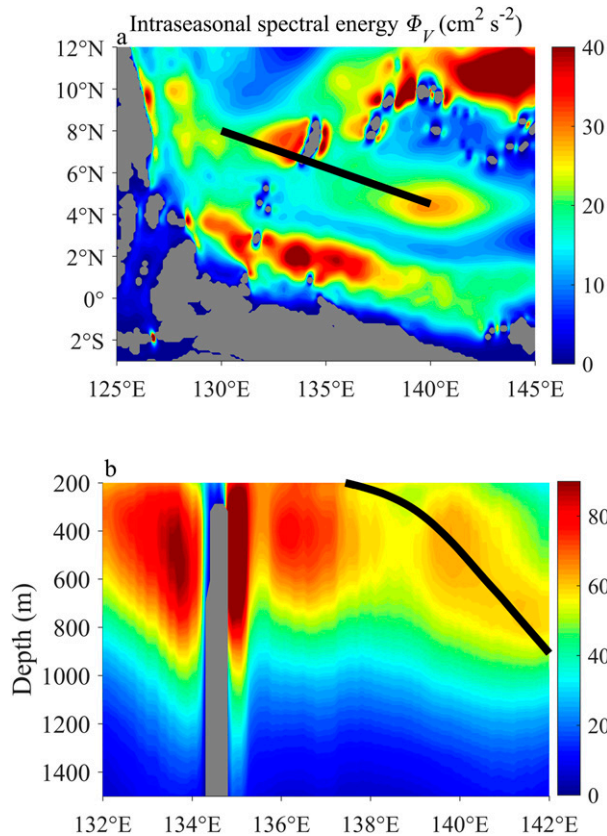 Intraseasonal spectral energy Φ_V (cm² s⁻²)
a
12°N
10°N
8°N
6°N
4°N
2°N
0°
2°S
125°E 130°E 135°E 140°E 145°E
40
30
20
10
0
b
200
400
600
800
1000
1200
1400
Depth (m)
132°E 134°E 136°E 138°E 140°E 142°E
80
60
40
20
0